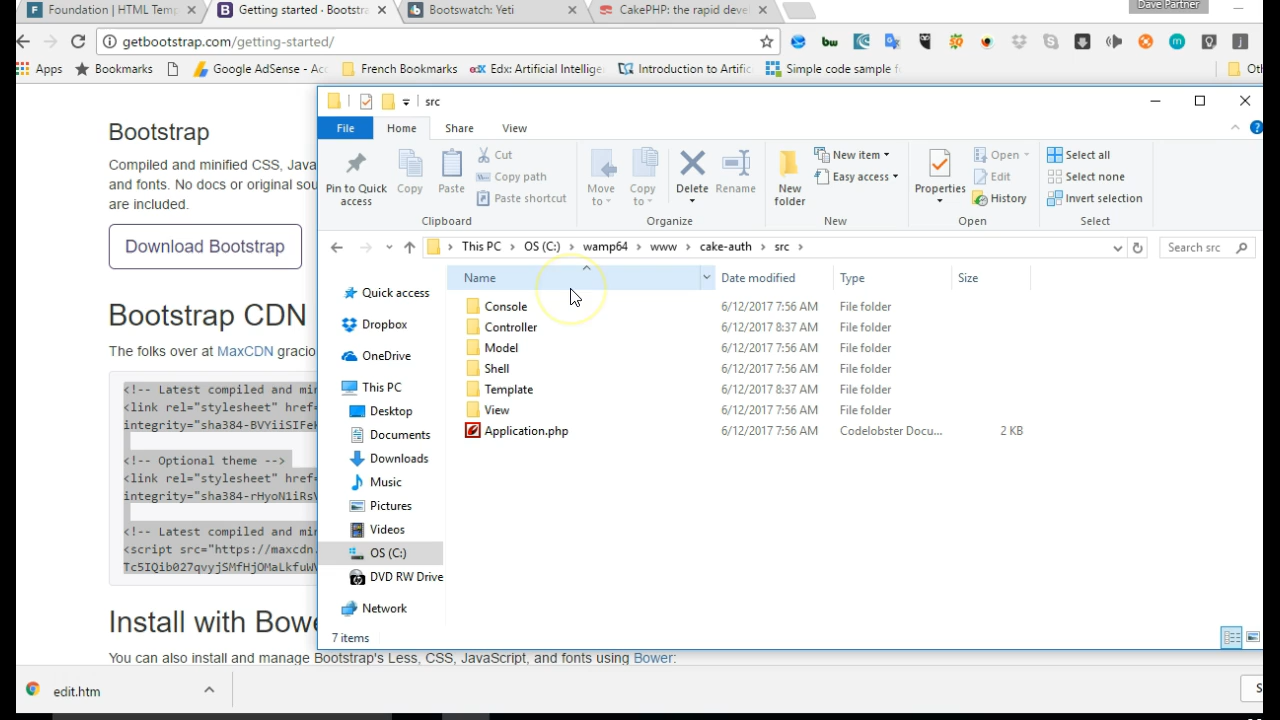 Foundation | HTML Temp
Getting started · Bootstra
Bootswatch: Yeti
CakePHP: the rapid deve
Dave Partner
getbootstrap.com/getting-started/
Apps
Bookmarks
Google AdSense - Acc
French Bookmark
Edx: Artificial Intellige
Introduction to artific
Simple code sample f
Bootstrap
Compiled and minified CSS, Java
and fonts. No docs or original sou
are included.
Download Bootstrap
Bootstrap CDN
The folks over at MaxCDN gracio
<!-- Latest compiled and min
<link rel="stylesheet" href=
<!-- Optional theme -->
<link rel="stylesheet" href=
<!-- Latest compiled and min
<script src="https://maxcdn.
Install with Bowe
You can also install and manage Bootstrap's Less, CSS, JavaScript, and fonts using Bower:
edit.htm
src
File
Home
Share
View
Pin to Quick access
Copy
Paste
Cut
Copy path
Paste shortcut
Clipboard
Move to
Copy to
Delete
Rename
Organize
New folder
New item
Easy access
New
Properties
Open
Edit
History
Open
Select all
Select none
Invert selection
Select
This PC > OS (C:) > wamp64 > www > cake-auth > src >
Search src
Quick access
Dropbox
OneDrive
This PC
Desktop
Documents
Downloads
Music
Pictures
Videos
OS (C:)
DVD RW Drive
Network
Name Date modified Type Size
Console 6/12/2017 7:56 AM File folder
Controller 6/12/2017 8:37 AM File folder
Model 6/12/2017 7:56 AM File folder
Shell 6/12/2017 7:56 AM File folder
Template 6/12/2017 8:37 AM File folder
View 6/12/2017 7:56 AM File folder
Application.php 6/12/2017 7:56 AM Codelobster Docu... 2 KB
7 items